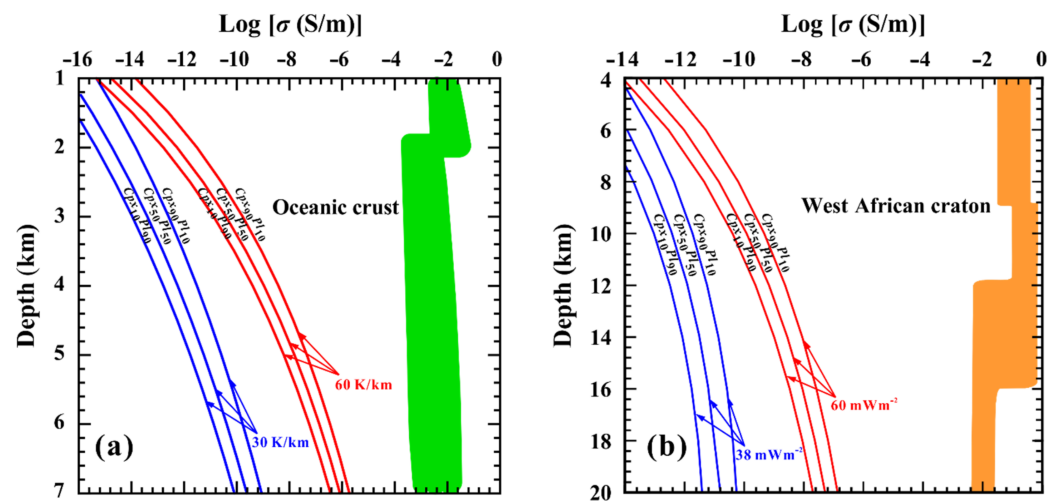 Log [σ (S/m)]
−16 −14 −12 −10 −8 −6 −4 −2 0
1
2
3
4
5
6
7
Depth (km)
Cpx10Pl90
Cpx50Pl50
Cpx90Pl10
Cpx10Pl90
Cpx50Pl50
Cpx90Pl10
Oceanic crust
60 K/km
30 K/km
(a)
Log [σ (S/m)]
−14 −12 −10 −8 −6 −4 −2 0
4
6
8
10
12
14
16
18
20
Depth (km)
Cpx10Pl90
Cpx50Pl50
Cpx90Pl10
Cpx10Pl90
Cpx50Pl50
Cpx90Pl10
West African craton
60 mWm⁻²
38 mWm⁻²
(b)